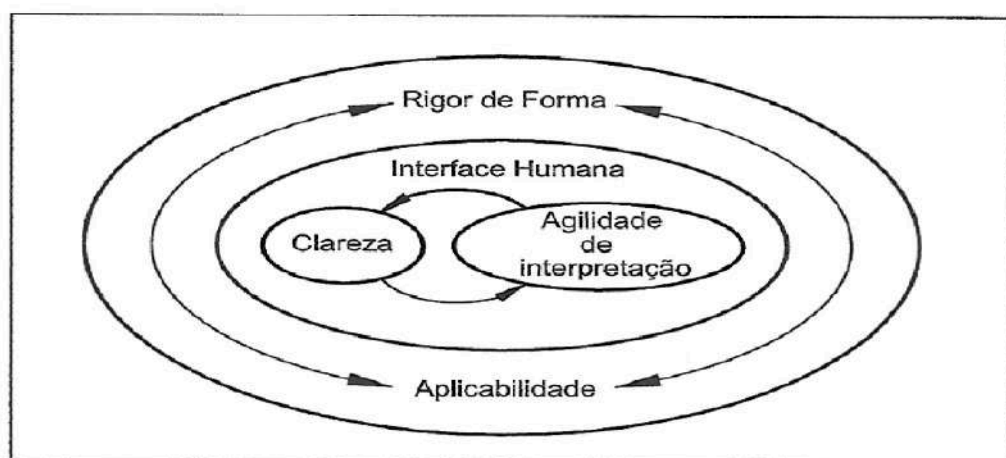 Rigor de Forma
Interface Humana
Clareza
Agilidade
de
interpretação
Aplicabilidade